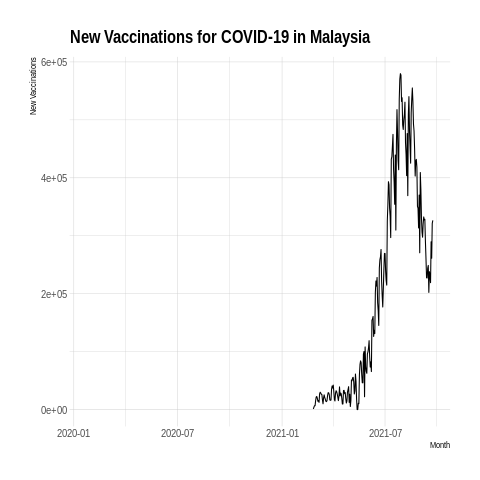 New Vaccinations for COVID-19 in Malaysia
New Vaccinations
6e+05
4e+05
2e+05
0e+00
2020-01
2020-07
2021-01
2021-07
Month